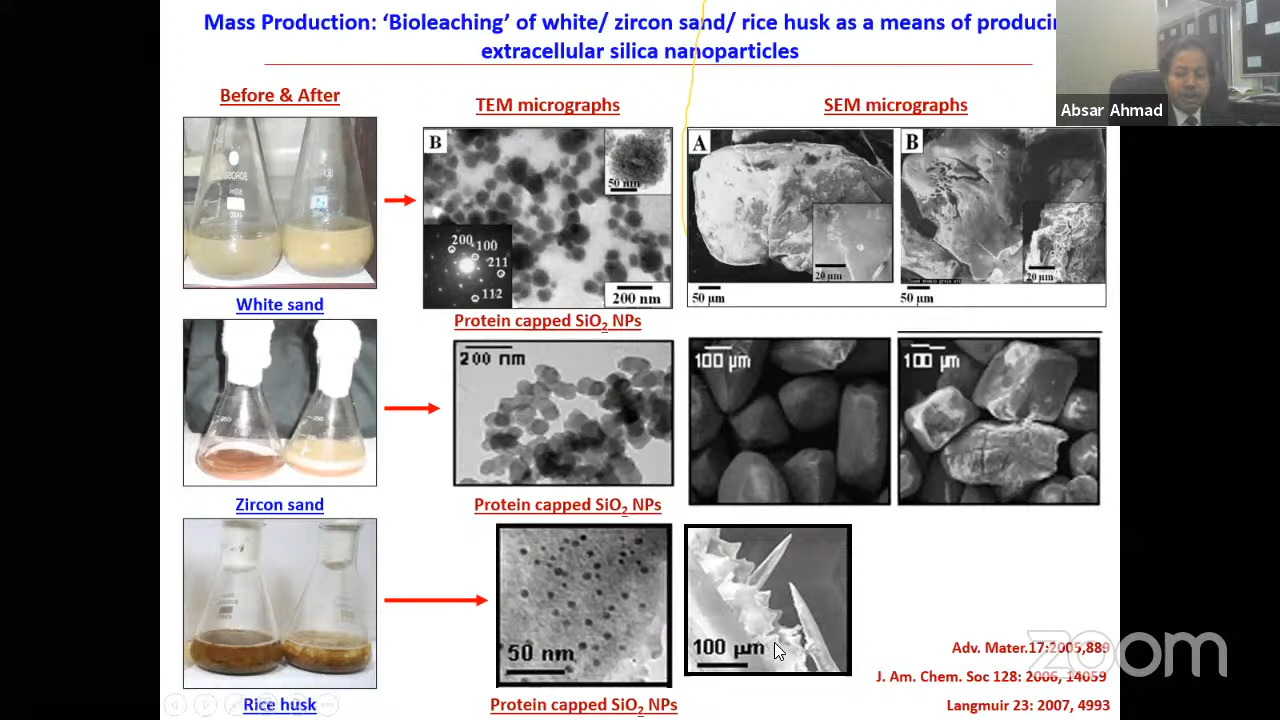 Mass Production: ‘Bioleaching’ of white/ zircon sand/ rice husk as a means of producin
extracellular silica nanoparticles
Absar Ahmad
Before & After
TEM micrographs
SEM micrographs
B
50 nm
200
100
211
112
200 nm
A
20 μm
50 μm
B
20 μm
50 μm
White sand
Protein capped SiO2 NPs
200 nm
100 μm
100 μm
Zircon sand
Protein capped SiO2 NPs
50 nm
100 μm
Rice husk
Protein capped SiO2 NPs
Adv. Mater.17:2005,889
J. Am. Chem. Soc 128: 2006, 14059
Langmuir 23: 2007, 4993
zoom